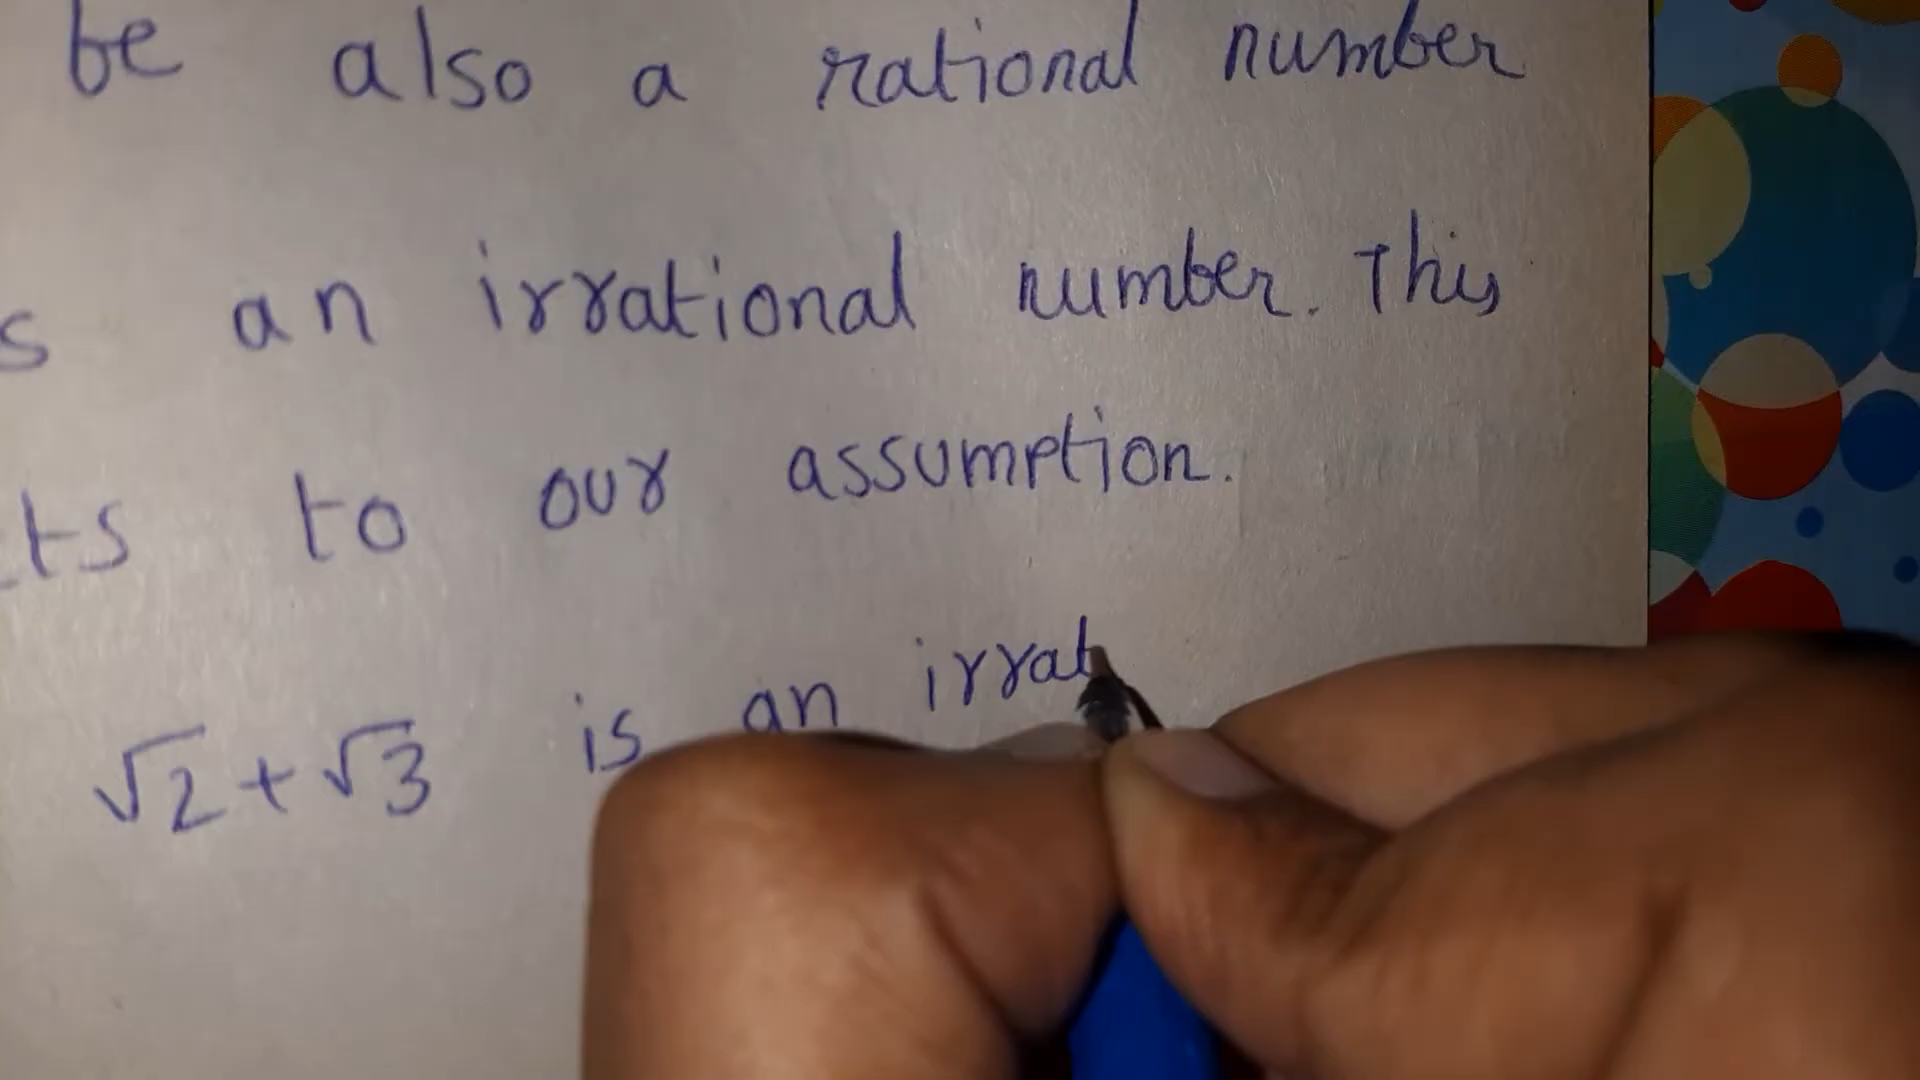 be also a rational number
s an irrational number. This
ts to our assumption.
√2+√3 is an irrat